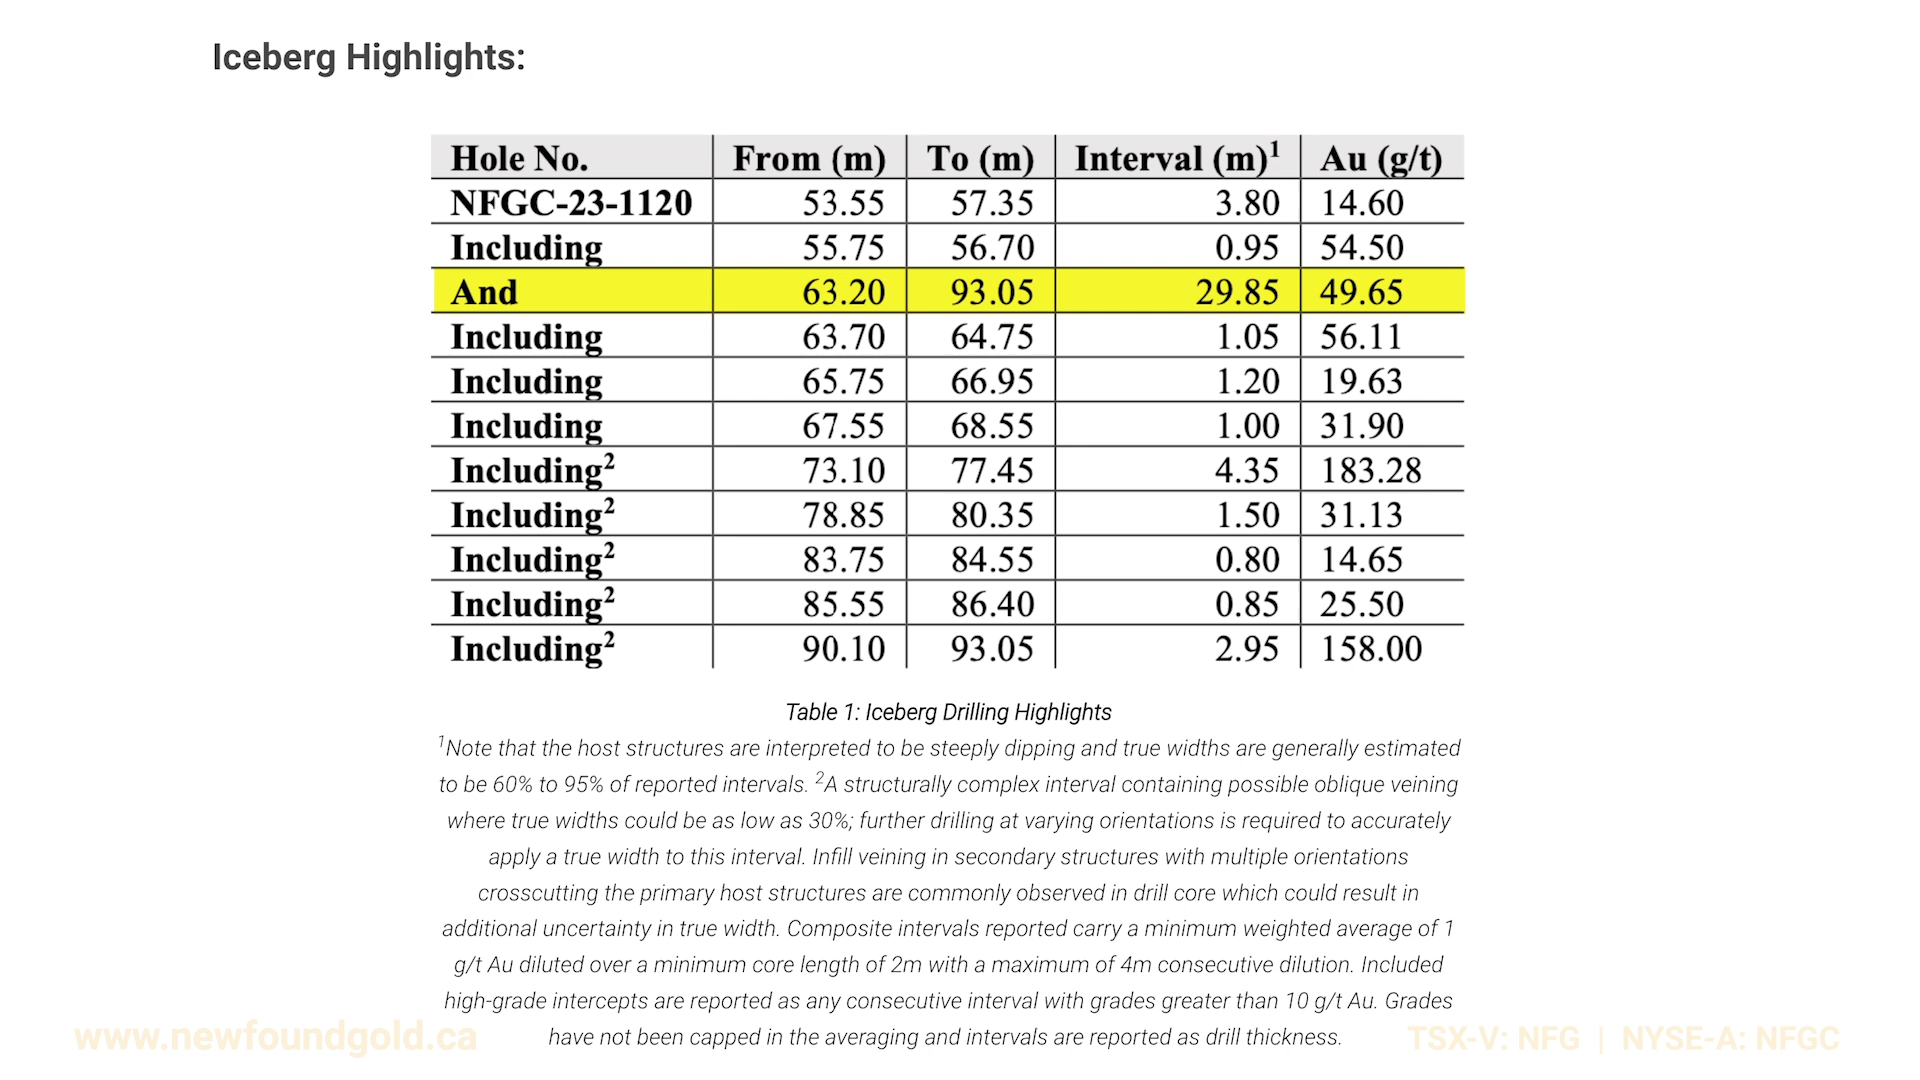 Iceberg Highlights:
Hole No. From (m) To (m) Interval (m)¹ Au (g/t)
NFGC-23-1120 53.55 57.35 3.80 14.60
Including 55.75 56.70 0.95 54.50
And 63.20 93.05 29.85 49.65
Including 63.70 64.75 1.05 56.11
Including 65.75 66.95 1.20 19.63
Including 67.55 68.55 1.00 31.90
Including² 73.10 77.45 4.35 183.28
Including² 78.85 80.35 1.50 31.13
Including² 83.75 84.55 0.80 14.65
Including² 85.55 86.40 0.85 25.50
Including² 90.10 93.05 2.95 158.00
Table 1: Iceberg Drilling Highlights
¹Note that the host structures are interpreted to be steeply dipping and true widths are generally estimated
to be 60% to 95% of reported intervals. ²A structurally complex interval containing possible oblique veining
where true widths could be as low as 30%; further drilling at varying orientations is required to accurately
apply a true width to this interval. Infill veining in secondary structures with multiple orientations
crosscutting the primary host structures are commonly observed in drill core which could result in
additional uncertainty in true width. Composite intervals reported carry a minimum weighted average of 1
g/t Au diluted over a minimum core length of 2m with a maximum of 4m consecutive dilution. Included
high-grade intercepts are reported as any consecutive interval with grades greater than 10 g/t Au. Grades
have not been capped in the averaging and intervals are reported as drill thickness.
www.newfoundgold.ca
TSX-V: NFG | NYSE-A: NFGC